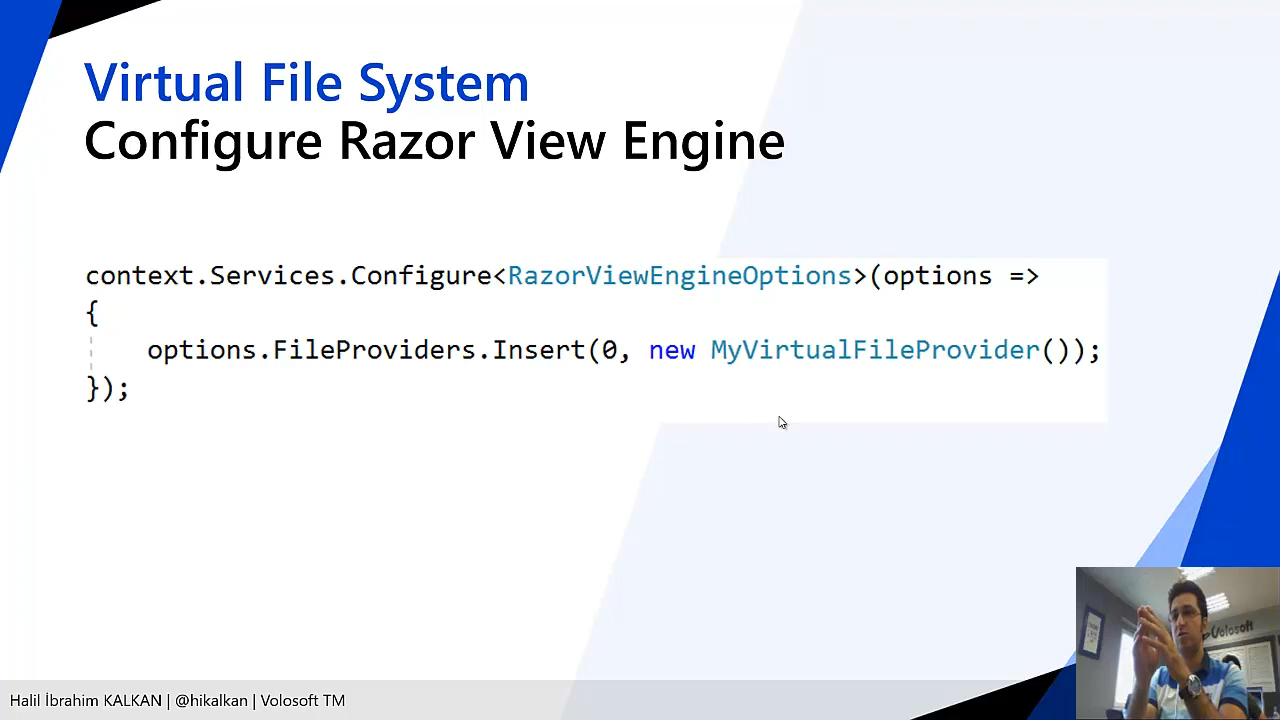 Virtual File System
Configure Razor View Engine
context.Services.Configure<RazorViewEngineOptions>(options =>
{
    options.FileProviders.Insert(0, new MyVirtualFileProvider());
});
Volosoft
Halil İbrahim KALKAN | @hikalkan | Volosoft TM